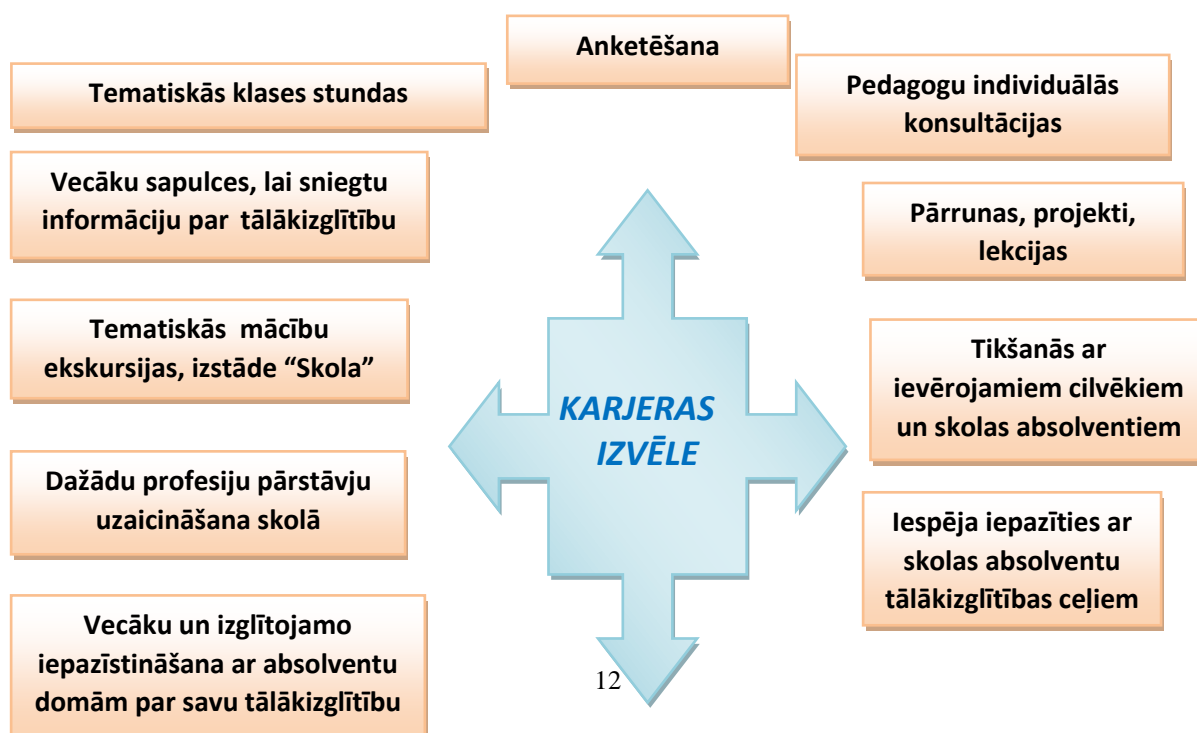 Anketēšana
Tematiskās klases stundas
Pedagogu individuālās
konsultācijas
Vecāku sapulces, lai sniegtu
informāciju par tālākizglītību
Pārrunas, projekti,
lekcijas
Tematiskās mācību
ekskursijas, izstāde “Skola”
Tikšanās ar
ievērojamiem cilvēkiem
un skolas absolventiem
KARJERAS
IZVĒLE
Dažādu profesiju pārstāvju
uzaicināšana skolā
Iespēja iepazīties ar
skolas absolventu
tālākizglītības ceļiem
Vecāku un izglītojamo
iepazīstināšana ar absolventu
domām par savu tālākizglītību
12